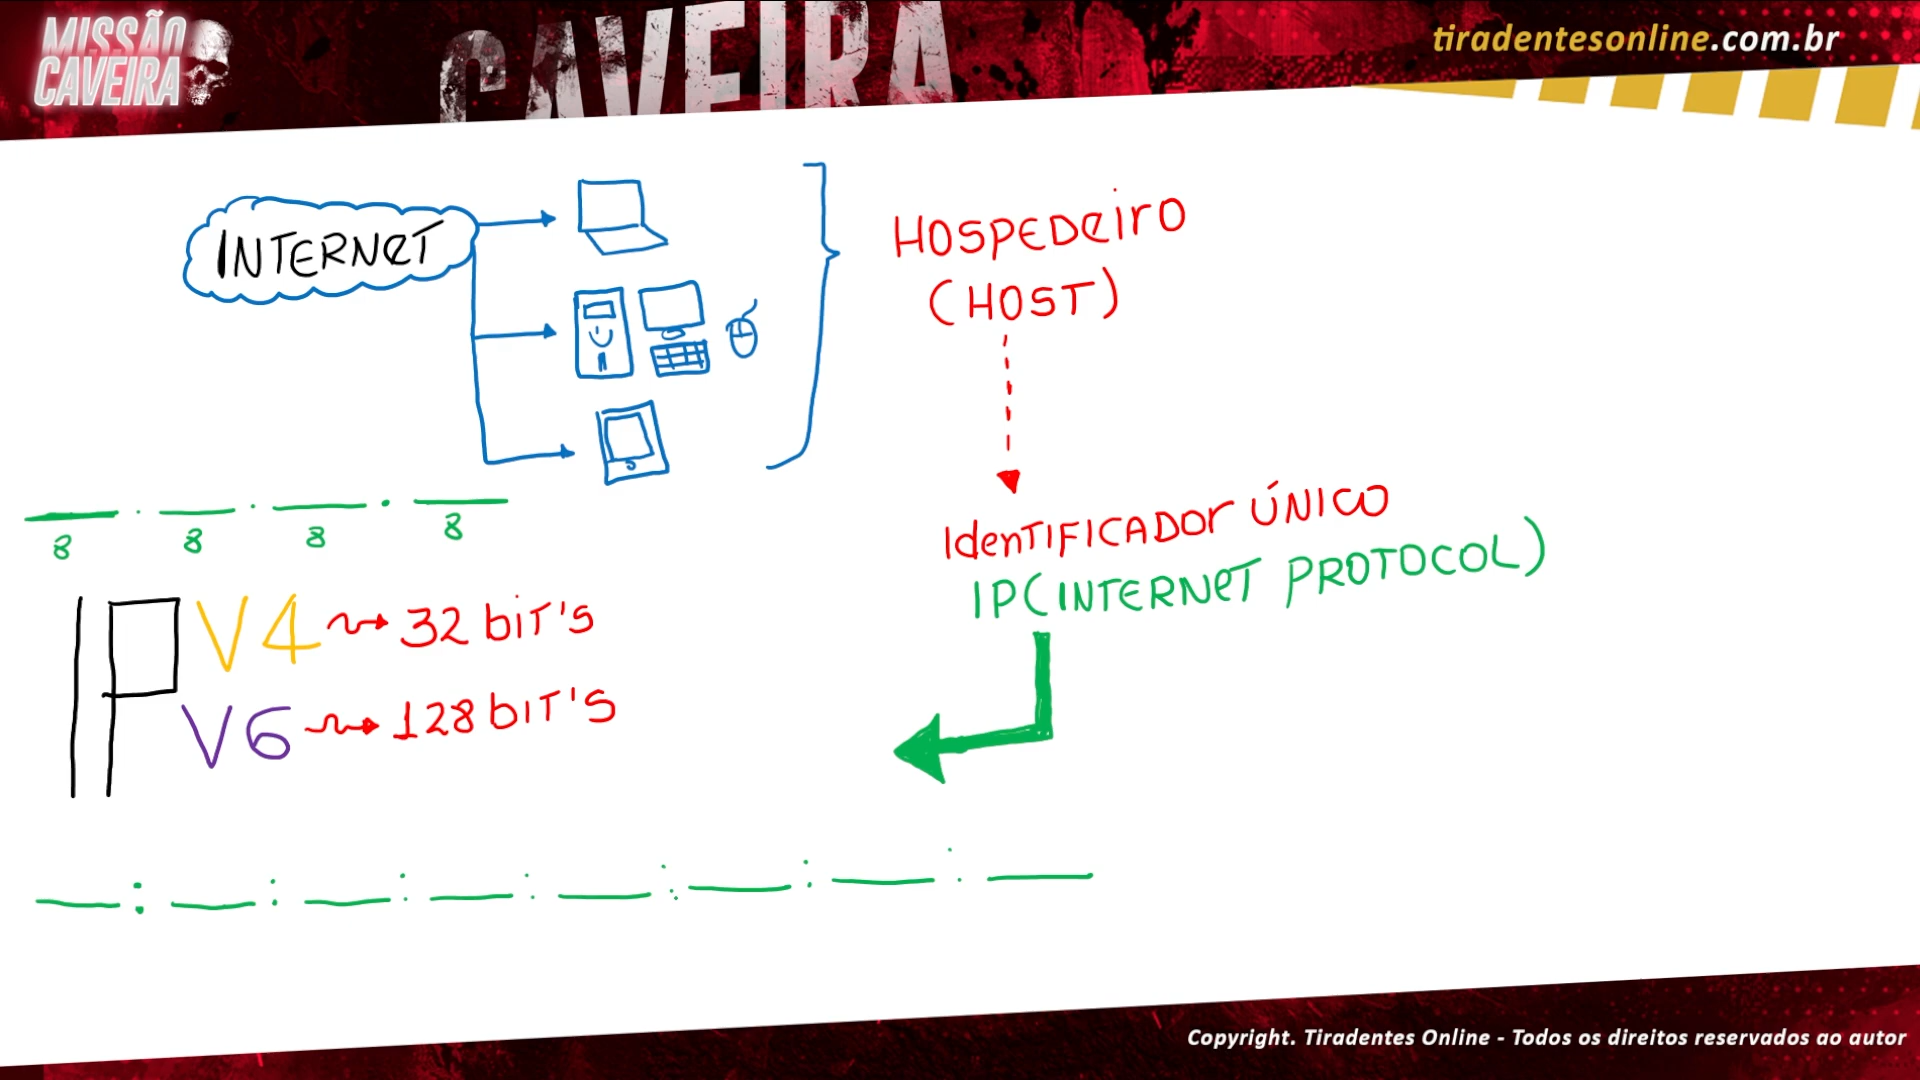 MISSÃO
CAVEIRA
CAVEIRA
tiradentesonline.com.br
INTERNET
HOSPEDEIRO
(HOST)
8 8 8 8
IDENTIFICADOR ÚNICO
IP(INTERNET PROTOCOL)
IP V4 32 bIT'S
V6 128 bIT'S
Copyright. Tiradentes Online - Todos os direitos reservados ao autor